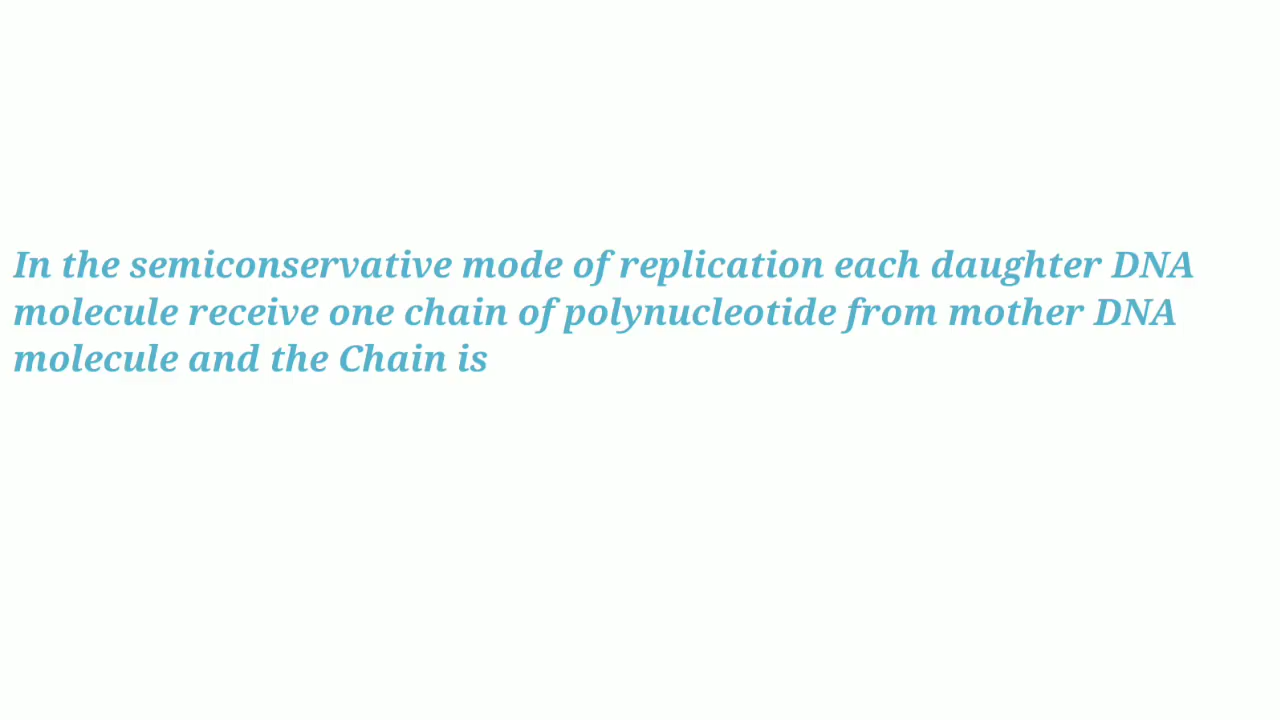 In the semiconservative mode of replication each daughter DNA
molecule receive one chain of polynucleotide from mother DNA
molecule and the Chain is